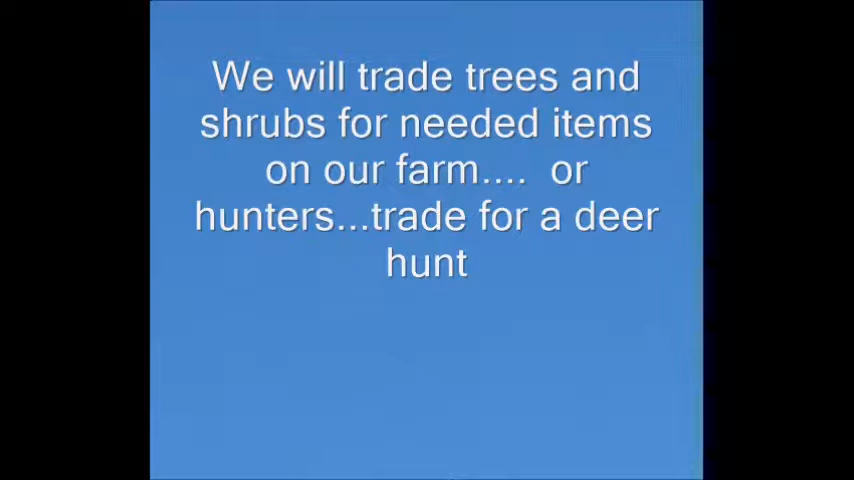 We will trade trees and
shrubs for needed items
on our farm....  or
hunters...trade for a deer
hunt